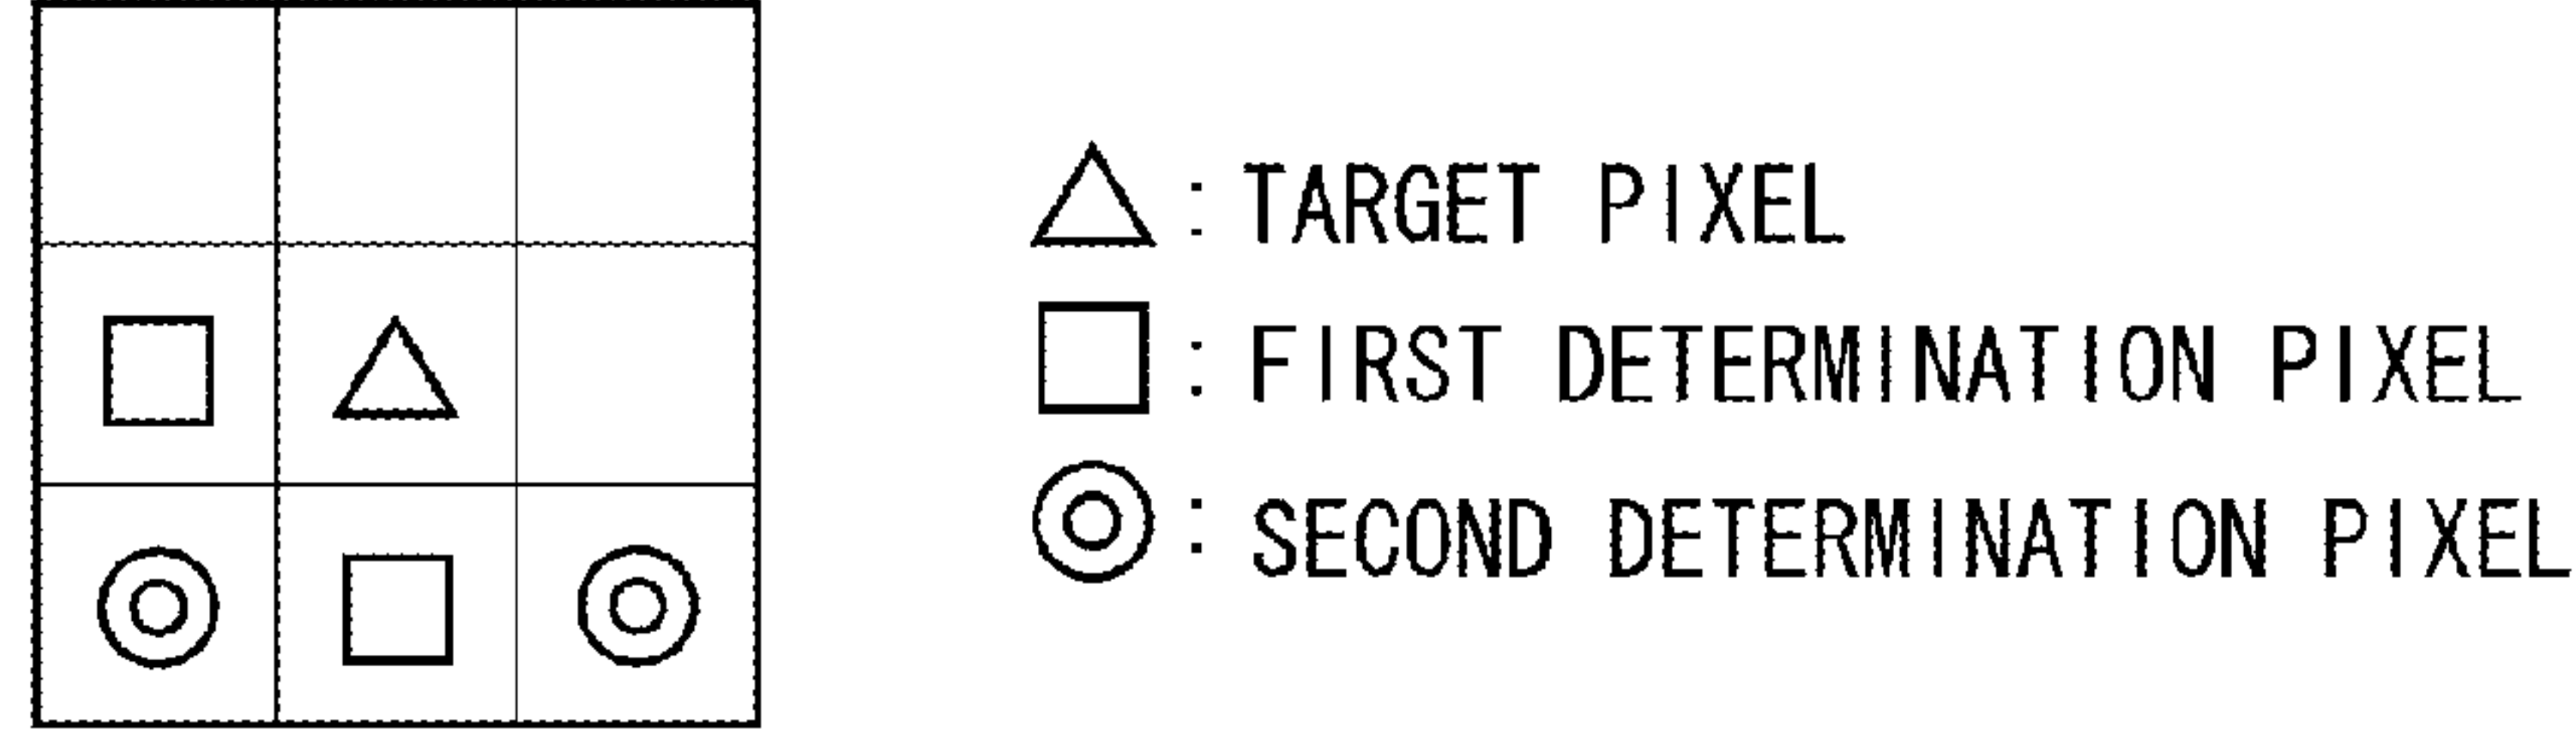 : TARGET PIXEL
: FIRST DETERMINATION PIXEL
: SECOND DETERMINATION PIXEL